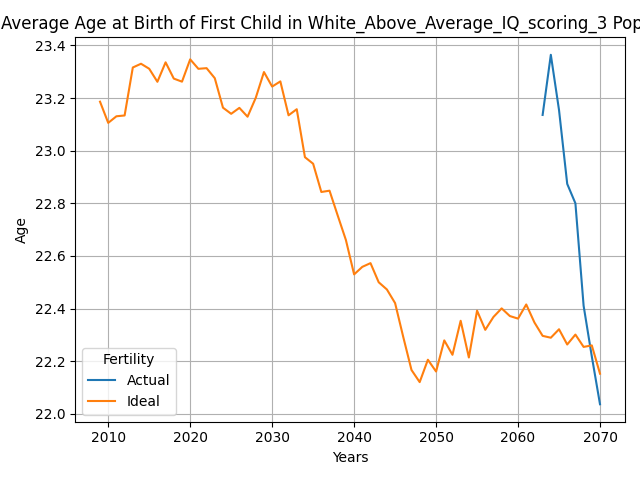 Average Age at Birth of First Child in White_Above_Average_IQ_scoring_3 Pop
23.4
23.2
23.0
22.8
22.6
22.4
22.2
22.0
Age
Fertility
Actual
Ideal
2010 2020 2030 2040 2050 2060 2070
Years